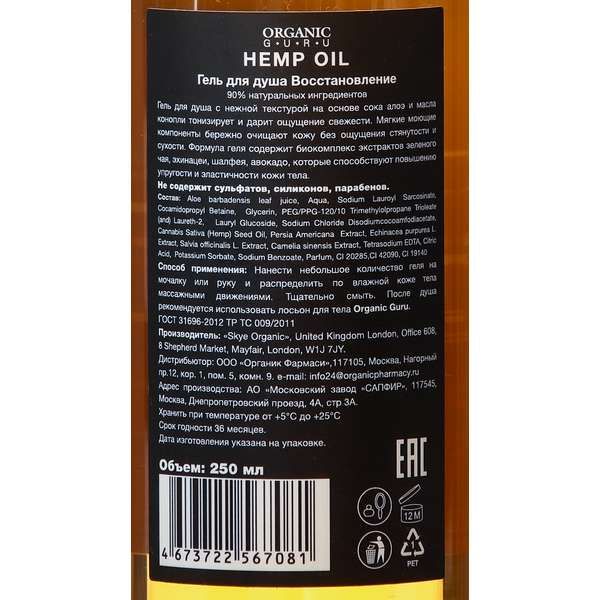 ORGANIC
G·U·R·U
HEMP OIL
Гель для душа Восстановление
90% натуральных ингредиентов
Гель для душа с нежной текстурой на основе сока алоэ и масла
конопли тонизирует и дарит ощущение свежести. Мягкие моющие
компоненты бережно очищают кожу без ощущения стянутости и
сухости. Формула геля содержит биокомплекс экстрактов зеленого
чая, эхинацеи, шалфея, авокадо, которые способствуют повышению
упругости и эластичности кожи тела.
Не содержит сульфатов, силиконов, парабенов.
Состав: Aloe barbadensis leaf juice, Aqua, Sodium Lauroyl Sarcosinate,
Cocamidopropyl Betaine, Glycerin, PEG/PPG-120/10 Trimethylolpropane Trioleate
(and) Laureth-2, Lauryl Glucoside, Sodium Chloride Disodiumcocoamfodiacetate,
Cannabis Sativa (Hemp) Seed Oil, Persia Americana Extract, Echinacea purpurea L.
Extract, Salvia officinalis L. Extract, Camelia sinensis Extract, Tetrasodium EDTA, Citric
Acid, Potassium Sorbate, Sodium Benzoate, Parfum, CI 20285,CI 42090, CI 19140
Способ применения: Нанести небольшое количество геля на
мочалку или руку и распределить по влажной коже тела
массажными движениями. Тщательно смыть. После душа
рекомендуется использовать лосьон для тела Organic Guru.
ГОСТ 31696-2012 ТР ТС 009/2011
Производитель: «Skye Organic», United Kingdom London, Office 608,
8 Shepherd Market, Mayfair, London, W1J 7JY.
Дистрибьютор: ООО «Органик Фармаси»,117105, Москва, Нагорный
пр.12, кор. 1, пом. 5, комн. 9. e-mail: info24@organicpharmacy.com
Адрес производства: АО «Московский завод «САПФИР», 117545,
Москва, Днепропетровский проезд, 4А, стр 3А.
Хранить при температуре от +5°С до +25°С
Срок годности 36 месяцев.
Дата изготовления указана на упаковке.
Объем: 250 мл
EAC
12 M
4 673722 567081
1
PET